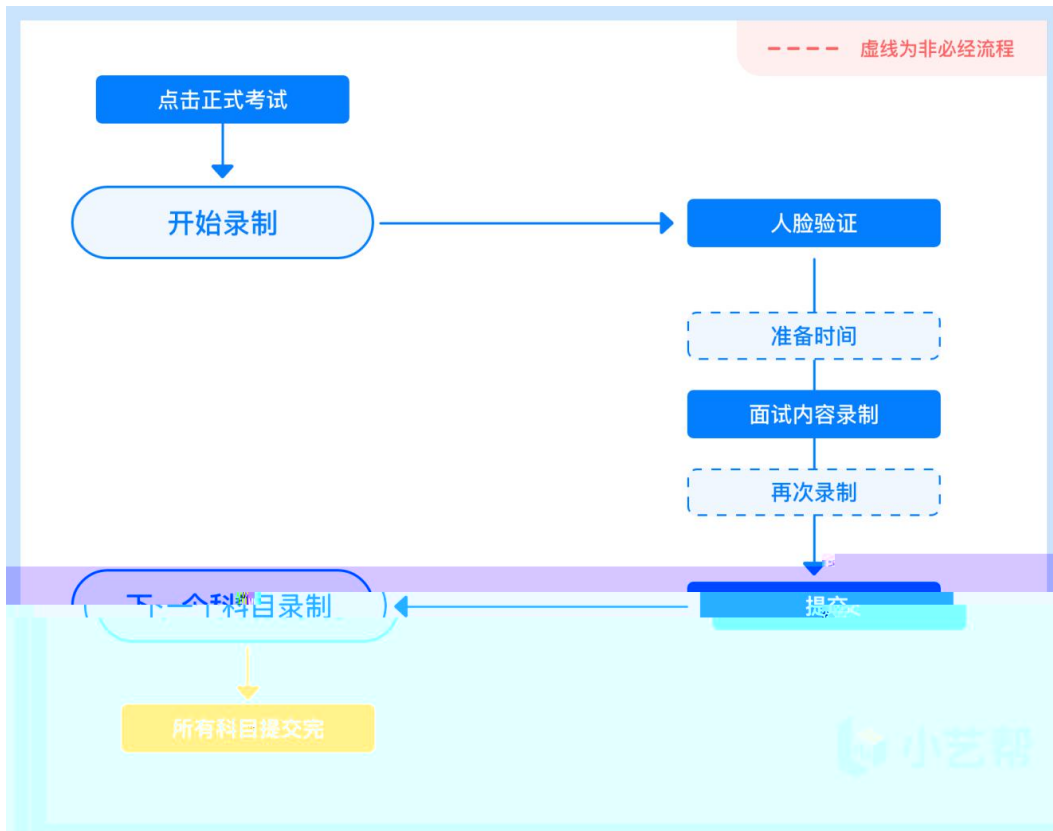 虚线为非必经流程
点击正式考试
开始录制
人脸验证
准备时间
面试内容录制
再次录制
提交
下一个科目录制
所有科目提交完
小艺帮